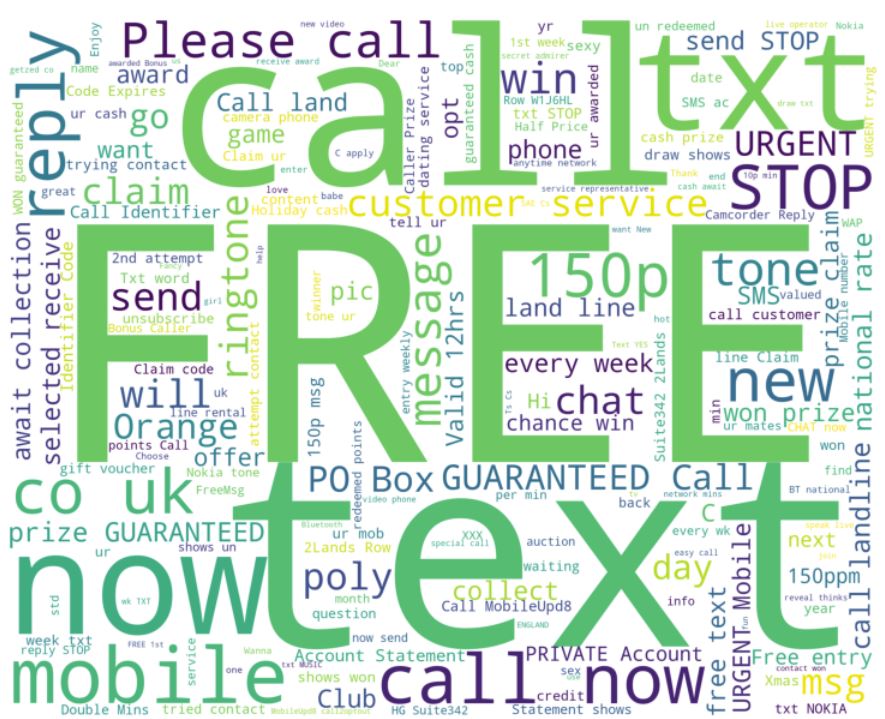 new video
yr
un redeemed
live operator
Nokia
Enjoy
Please call
awarded Bonus
us
receive award
1st week
sexy
send STOP
secret admirer
getzed co
name
award
Dear
top
win
call
txt
date
Code Expires
reply
guaranteed cash
Row W1J6HL
SMS ac
ur cash
go
Call land
camera phone
opt
txt STOP
ur awarded
draw txt
URGENT trying
WON guaranteed
game
Half Price
cash prize
URGENT
want
Claim ur
C apply
Caller Prize
dating service
phone
draw shows
trying contact
anytime network
Thank
end
10p min
great
claim
enter
love
babe
service representative
cash await
STOP
content
customer service
SAE Cs
Call Identifier
Holiday cash
Camcorder Reply
WAP
tell ur
want New
FREE
await collection
selected receive
Identifier Code
2nd attempt
Fancy
help
ringtone
message
150p
tone
prize claim
Mobile number
national rate
Txt word
girl
twinner
pic
SMS
valued
send
land line
unsubscribe
tone ur
Valid 12hrs
hot
call customer
Bonus Caller
Text YES
Claim code
every week
line Claim
will
uk
attempt contact
150p msg
entry weekly
Ts Cs
Hi
chat
Suite342 2Lands
min
new
line rental
won prize
Orange
chance win
ur mates
CHAT now
points Call
Choose
offer
redeemed points
won
gift voucher
Nokia tone
PO Box
GUARANTEED Call
find
BT national
co uk
FreeMsg
video phone
per min
tv
back
network mins
text
prize GUARANTEED
Bluetooth
ur mob
XXX
C
speak live
shows un
2Lands Row
special call
auction
every wk
next
call landline
ur
now
easy call
join
waiting
day
URGENT Mobile
poly
collect
150ppm
std
wk TXT
month
Call MobileUpd8
info
reveal thinks
question
year
ENGLAND
fun
week txt
FREE 1st
now send
free text
reply STOP
service
Wanna
Account Statement
PRIVATE Account
Free entry
mobile
one
txt MUSIC
shows won
call now
sex
contact won
Xmas
msg
Club
credit
Double Mins
tried contact
MobileUpd8 call2optout
HG Suite342
Statement shows
txt NOKIA